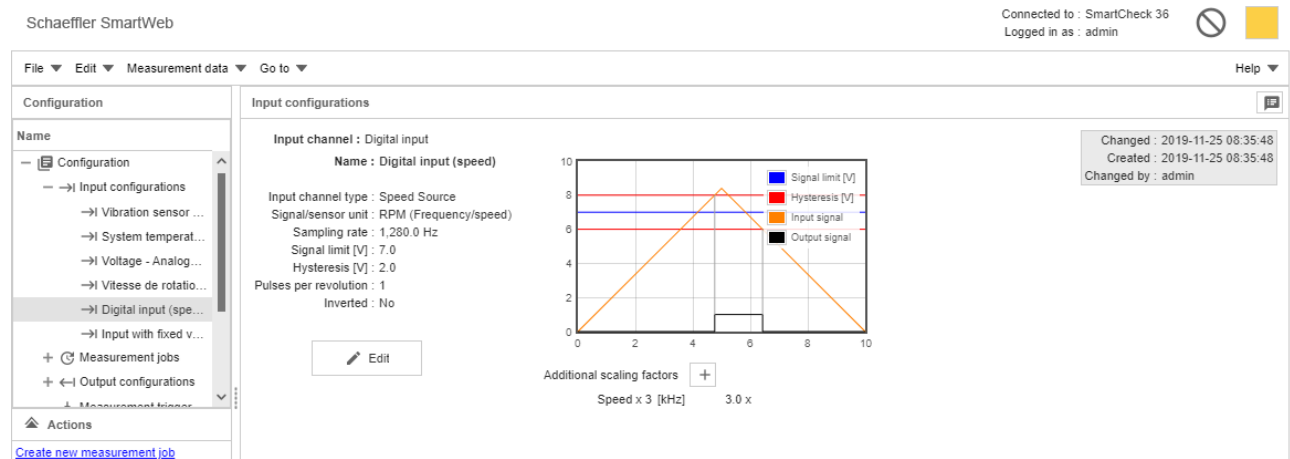 Schaeffler SmartWeb
Connected to : SmartCheck 36
Logged in as : admin
File Edit Measurement data Go to Help
Configuration
Name
Configuration
Input configurations
Vibration sensor ...
System temperat...
Voltage - Analog...
Vitesse de rotatio...
Digital input (spe...
Input with fixed v...
Measurement jobs
Output configurations
Measurement trigger
Actions
Create new measurement job
Input configurations
Input channel : Digital input
Name : Digital input (speed)
Input channel type : Speed Source
Signal/sensor unit : RPM (Frequency/speed)
Sampling rate : 1,280.0 Hz
Signal limit [V] : 7.0
Hysteresis [V] : 2.0
Pulses per revolution : 1
Inverted : No
Edit
10
8
6
4
2
0
0 2 4 6 8 10
Signal limit [V]
Hysteresis [V]
Input signal
Output signal
Additional scaling factors +
Speed x 3 [kHz] 3.0 x
Changed : 2019-11-25 08:35:48
Created : 2019-11-25 08:35:48
Changed by : admin